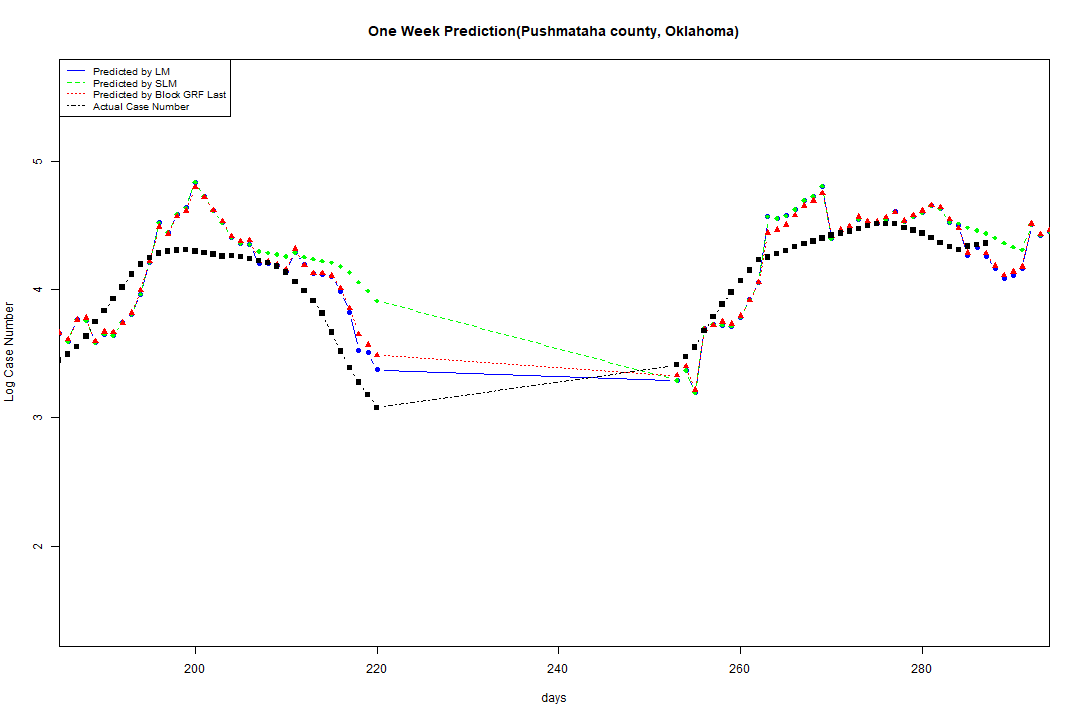 One Week Prediction(Pushmataha county, Oklahoma)
Predicted by LM
Predicted by SLM
Predicted by Block GRF Last
Actual Case Number
5
4
3
2
Log Case Number
200 220 240 260 280
days